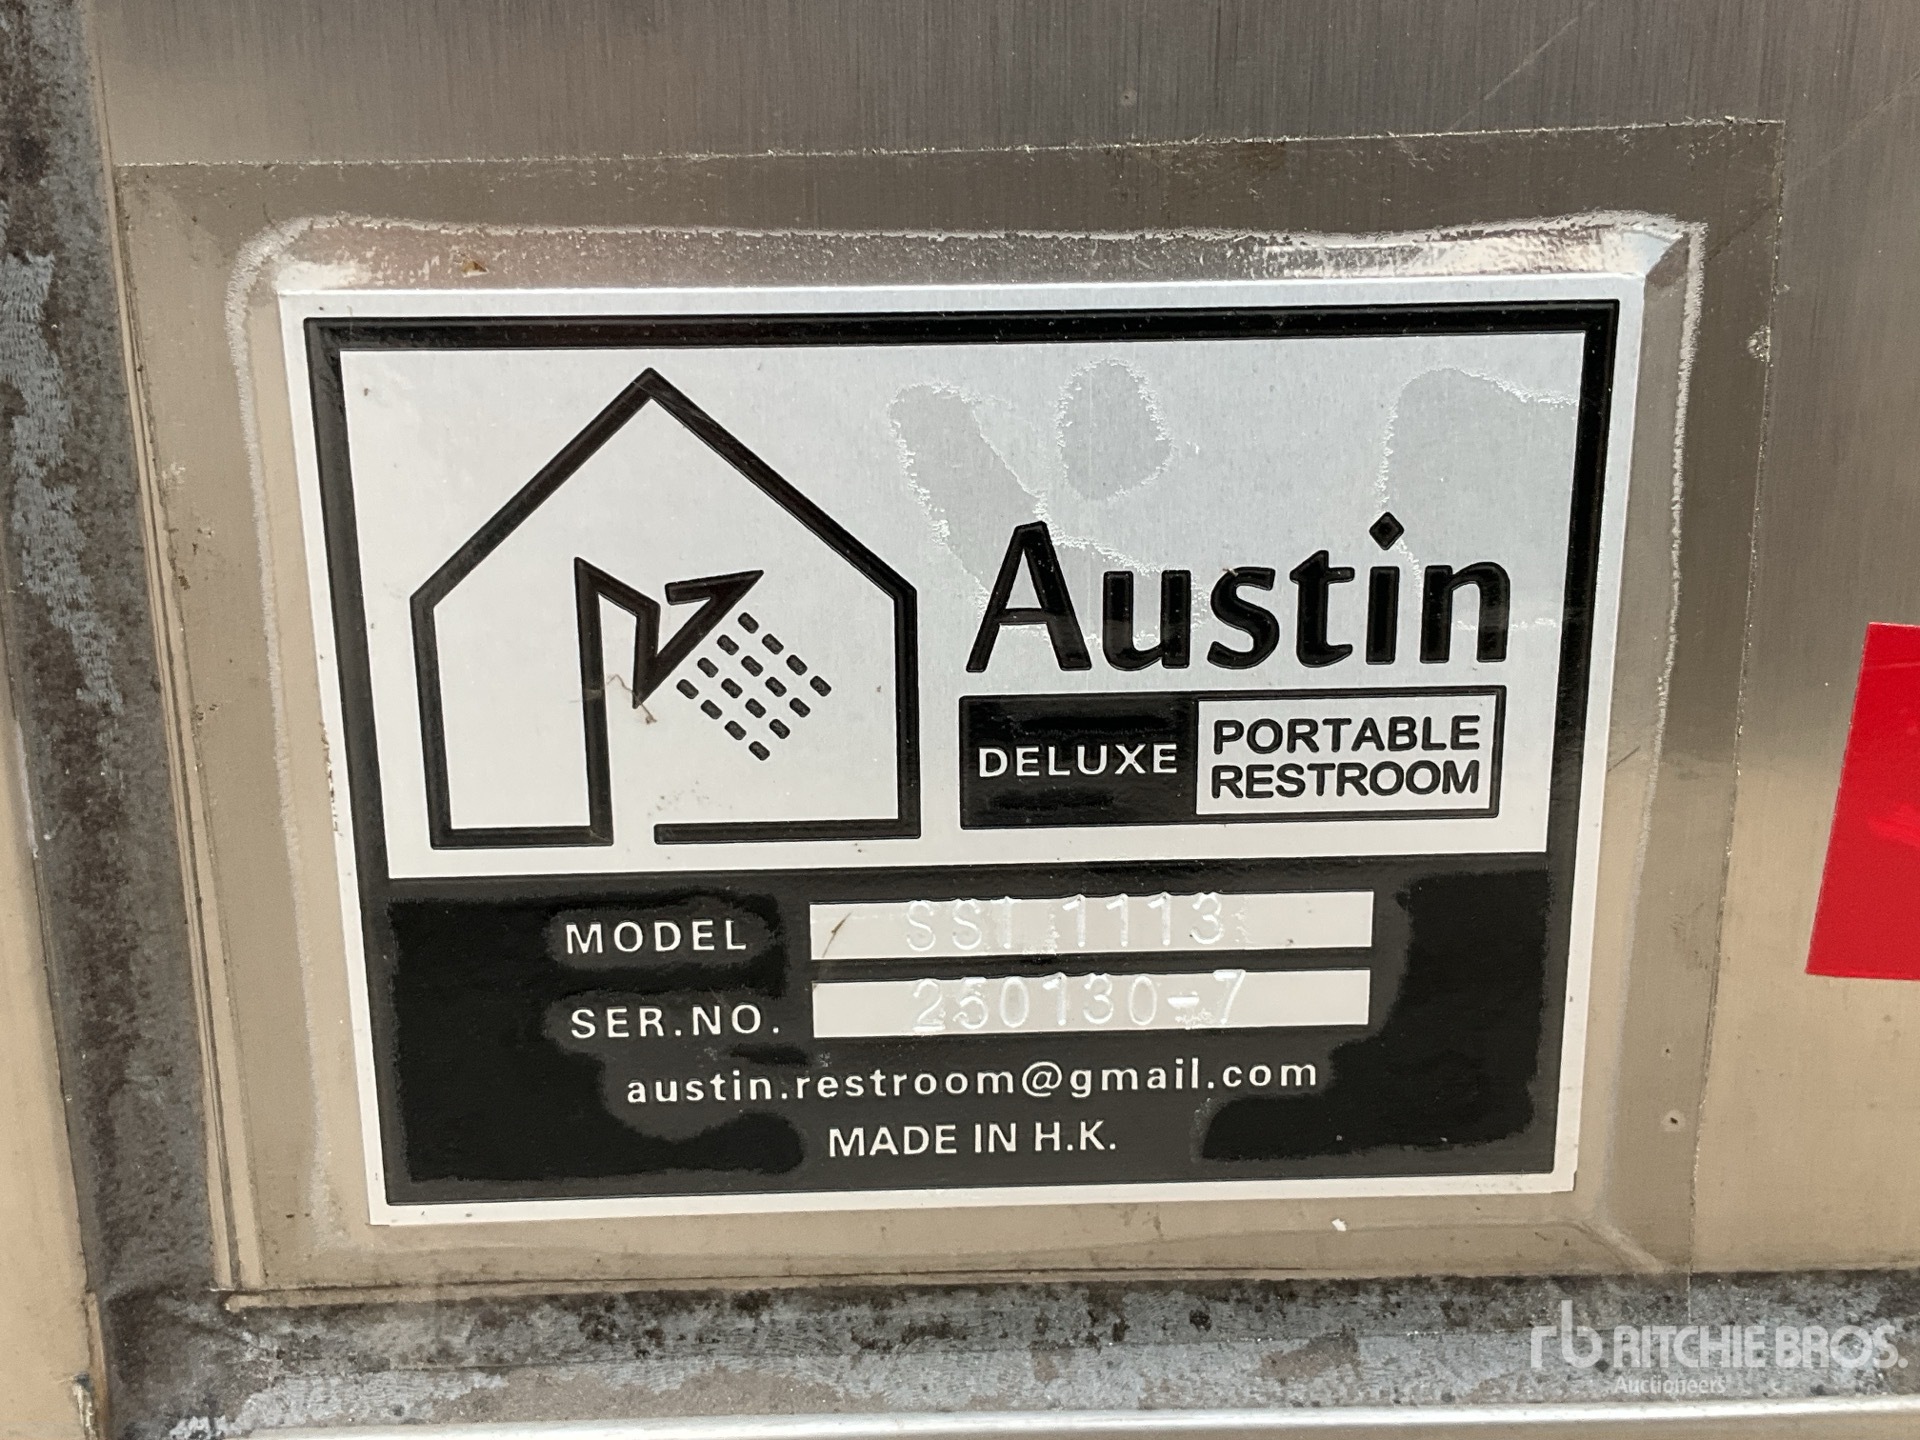 Austin
DELUXE
PORTABLE
RESTROOM
MODEL SST 1113
SER.NO. 250130-7
austin.restroom@gmail.com
MADE IN H.K.
rb RITCHIE BROS.
Auctioneers